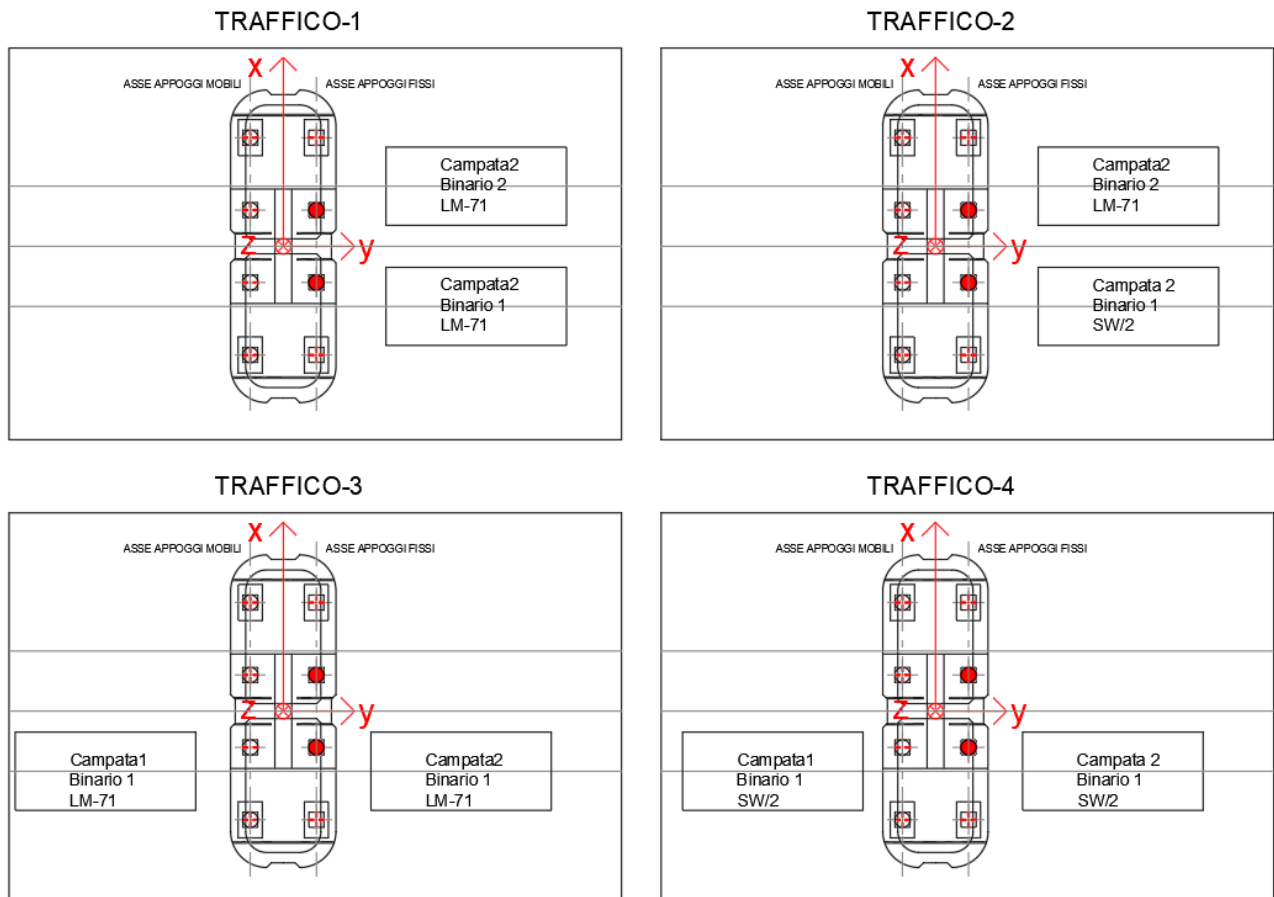 TRAFFICO-1
x
ASSE APPOGGI MOBILI
ASSE APPOGGI FISSI
Campata2
Binario 2
LM-71
z
y
Campata2
Binario 1
LM-71
TRAFFICO-2
x
ASSE APPOGGI MOBILI
ASSE APPOGGI FISSI
Campata2
Binario 2
LM-71
z
y
Campata 2
Binario 1
SW/2
TRAFFICO-3
x
ASSE APPOGGI MOBILI
ASSE APPOGGI FISSI
z
y
Campata1
Binario 1
LM-71
Campata2
Binario 1
LM-71
TRAFFICO-4
x
ASSE APPOGGI MOBILI
ASSE APPOGGI FISSI
z
y
Campata1
Binario 1
SW/2
Campata 2
Binario 1
SW/2